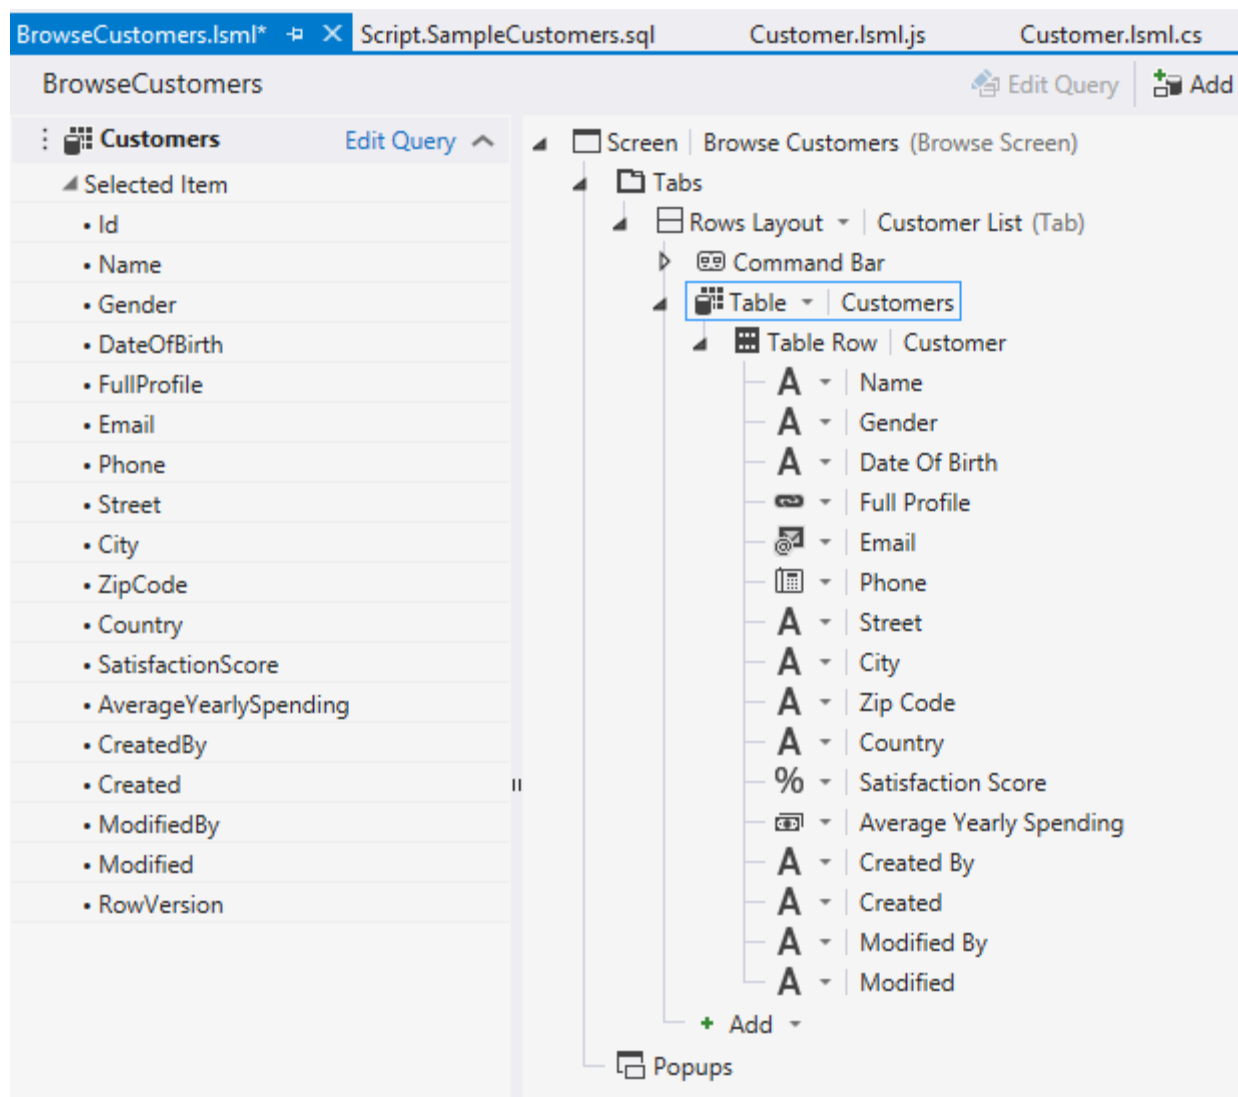 BrowseCustomers.lsml* Script.SampleCustomers.sql Customer.lsml.js Customer.lsml.cs
BrowseCustomers Edit Query Add
Customers Edit Query
Selected Item
• Id
• Name
• Gender
• DateOfBirth
• FullProfile
• Email
• Phone
• Street
• City
• ZipCode
• Country
• SatisfactionScore
• AverageYearlySpending
• CreatedBy
• Created
• ModifiedBy
• Modified
• RowVersion
Screen | Browse Customers (Browse Screen)
Tabs
Rows Layout | Customer List (Tab)
Command Bar
Table | Customers
Table Row | Customer
A | Name
A | Gender
A | Date Of Birth
Full Profile
Email
Phone
A | Street
A | City
A | Zip Code
A | Country
% | Satisfaction Score
Average Yearly Spending
A | Created By
A | Created
A | Modified By
A | Modified
+ Add
Popups